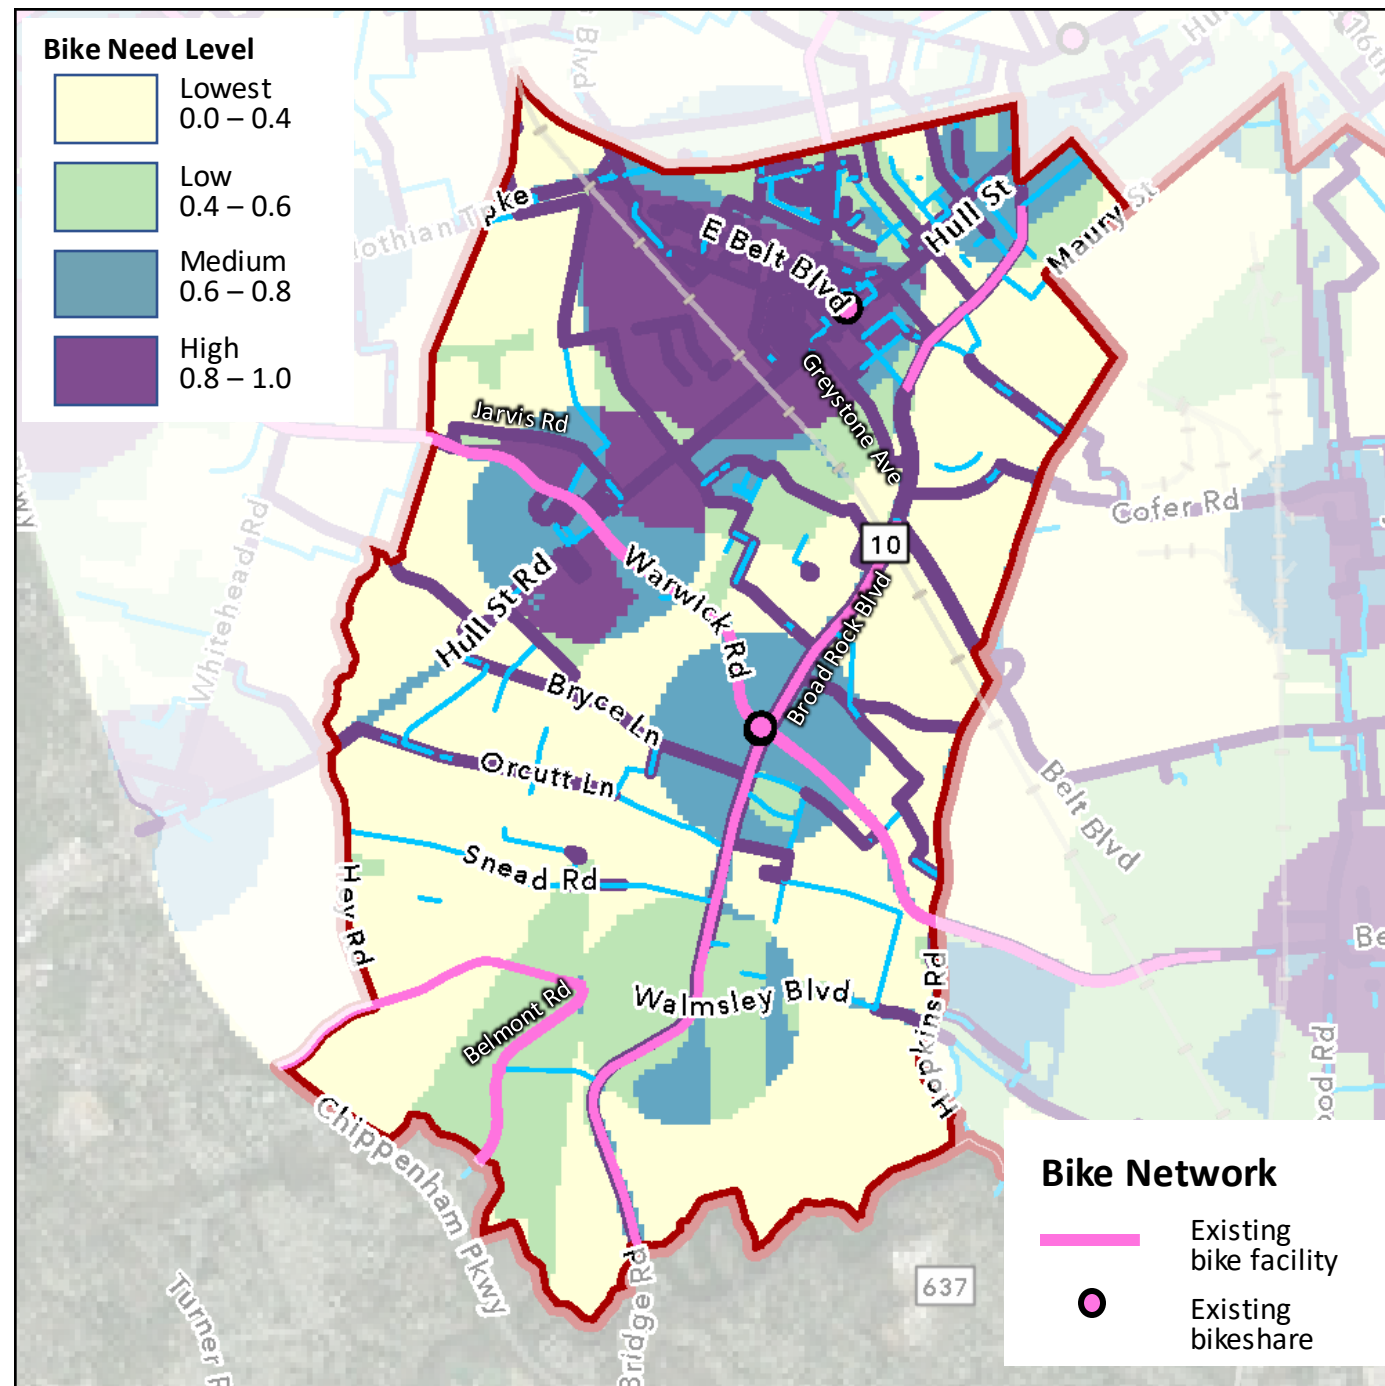 Bike Need Level
Lowest
0.0 – 0.4
Low
0.4 – 0.6
Medium
0.6 – 0.8
High
0.8 – 1.0
Blvd
Hull St
Maury St
E Belt Blvd
Greystone Ave
Jarvis Rd
Cofer Rd
Whitehead Rd
10
Hull St Rd
Warwick Rd
Broad Rock Blvd
Bryce Ln
Orcutt Ln
Belt Blvd
Snead Rd
Hey Rd
Walmsley Blvd
Belmont Rd
Hopkins Rd
Chippenham Pkwy
637
Turner
Bridge Rd
Bike Network
Existing
bike facility
Existing
bikeshare